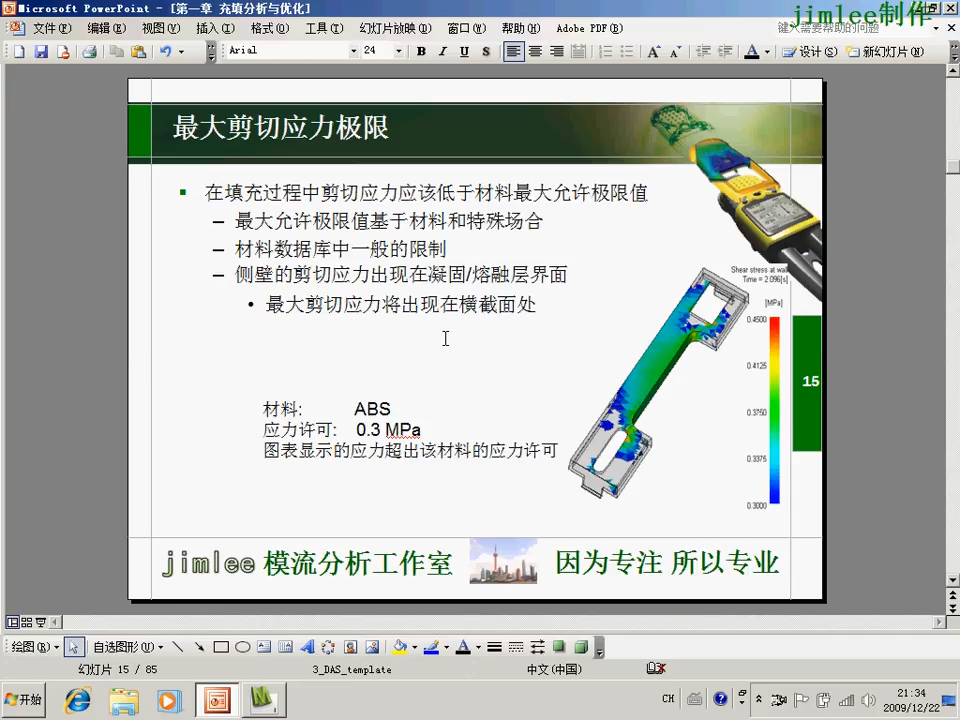 Microsoft PowerPoint - [第一章 充填分析与优化]
jimlee制作
文件(F) 编辑(E) 视图(V) 插入(I) 格式(O) 工具(T) 幻灯片放映(D) 窗口(W) 帮助(H) Adobe PDF(B)
键入需要帮助的问题
Arial 24 B I U S A A A 设计(S) 新幻灯片(N)
最大剪切应力极限
在填充过程中剪切应力应该低于材料最大允许极限值
– 最大允许极限值基于材料和特殊场合
– 材料数据库中一般的限制
– 侧壁的剪切应力出现在凝固/熔融层界面
• 最大剪切应力将出现在横截面处
Shear stress at wall
Time = 2.096[s]
[MPa]
0.4500
0.4125
0.3750
0.3375
0.3000
15
材料: ABS
应力许可: 0.3 MPa
图表显示的应力超出该材料的应力许可
jimlee 模流分析工作室 因为专注 所以专业
绘图(R) 自选图形(U)
幻灯片 15 / 85 3_DAS_template 中文(中国)
开始 CH 21:34
2009/12/22